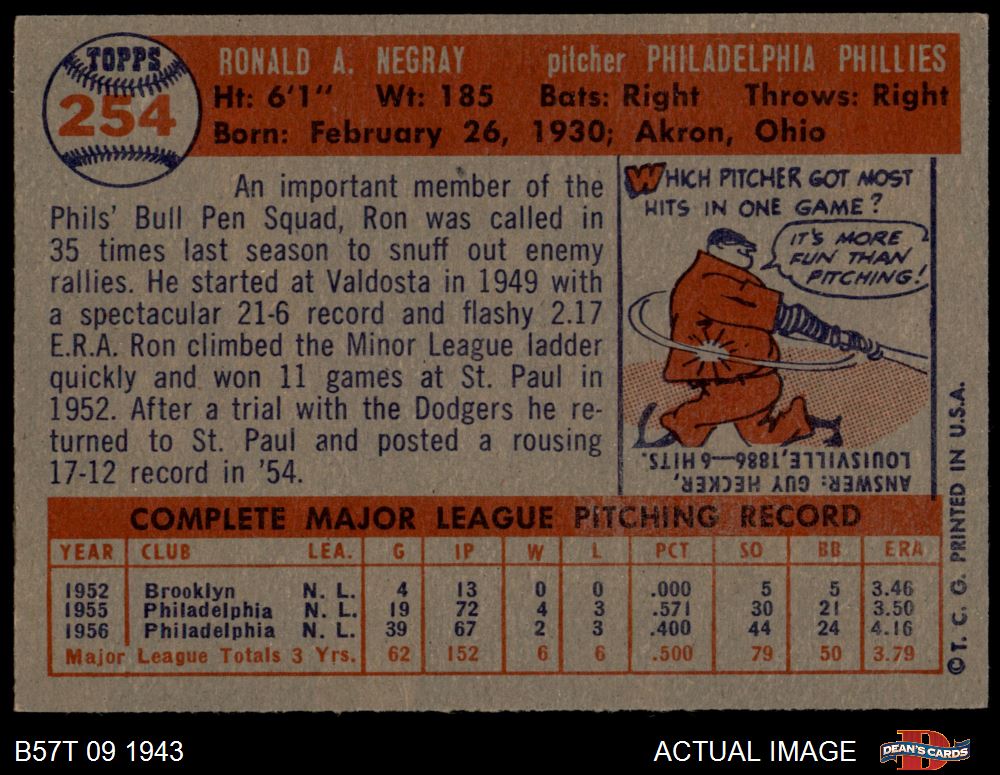 TOPPS
254
RONALD A. NEGRAY pitcher PHILADELPHIA PHILLIES
Ht: 6'1" Wt: 185 Bats: Right Throws: Right
Born: February 26, 1930; Akron, Ohio
An important member of the
Phils' Bull Pen Squad, Ron was called in
35 times last season to snuff out enemy
rallies. He started at Valdosta in 1949 with
a spectacular 21-6 record and flashy 2.17
E.R.A. Ron climbed the Minor League ladder
quickly and won 11 games at St. Paul in
1952. After a trial with the Dodgers he re-
turned to St. Paul and posted a rousing
17-12 record in '54.
WHICH PITCHER GOT MOST
HITS IN ONE GAME?
IT'S MORE
FUN THAN
PITCHING!
ANSWER: GUY HECKER,
LOUISVILLE, 1886—6 HITS.
COMPLETE MAJOR LEAGUE PITCHING RECORD
YEAR CLUB LEA. G IP W L PCT SO BB ERA
1952 Brooklyn N. L. 4 13 0 0 .000 5 5 3.46
1955 Philadelphia N. L. 19 72 4 3 .571 30 21 3.50
1956 Philadelphia N. L. 39 67 2 3 .400 44 24 4.16
Major League Totals 3 Yrs. 62 152 6 6 .500 79 50 3.79
©T. C. G. PRINTED IN U.S.A.
B57T 09 1943 ACTUAL IMAGE
D
DEAN'S CARDS